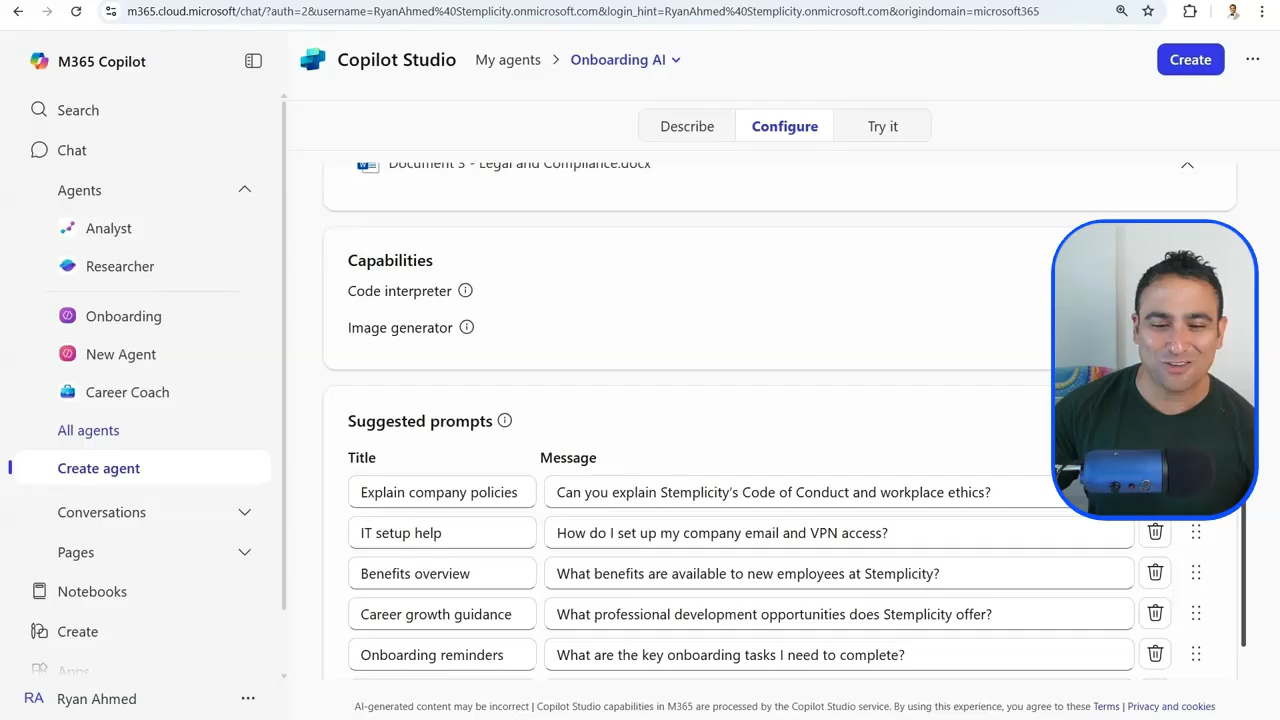 m365.cloud.microsoft/chat/?auth=2&username=RyanAhmed%40Stemplicity.onmicrosoft.com&login_hint=RyanAhmed%40Stemplicity.onmicrosoft.com&origindomain=microsoft365
M365 Copilot
Copilot Studio My agents > Onboarding AI
Create
Search
Chat
Agents
Analyst
Researcher
Onboarding
New Agent
Career Coach
All agents
Create agent
Conversations
Pages
Notebooks
Create
Apps
RA Ryan Ahmed
Describe Configure Try it
Document 3 - Legal and Compliance.docx
Capabilities
Code interpreter
Image generator
Suggested prompts
Title Message
Explain company policies Can you explain Stemplicity's Code of Conduct and workplace ethics?
IT setup help How do I set up my company email and VPN access?
Benefits overview What benefits are available to new employees at Stemplicity?
Career growth guidance What professional development opportunities does Stemplicity offer?
Onboarding reminders What are the key onboarding tasks I need to complete?
AI-generated content may be incorrect | Copilot Studio capabilities in M365 are processed by the Copilot Studio service. By using this experience, you agree to these Terms | Privacy and cookies